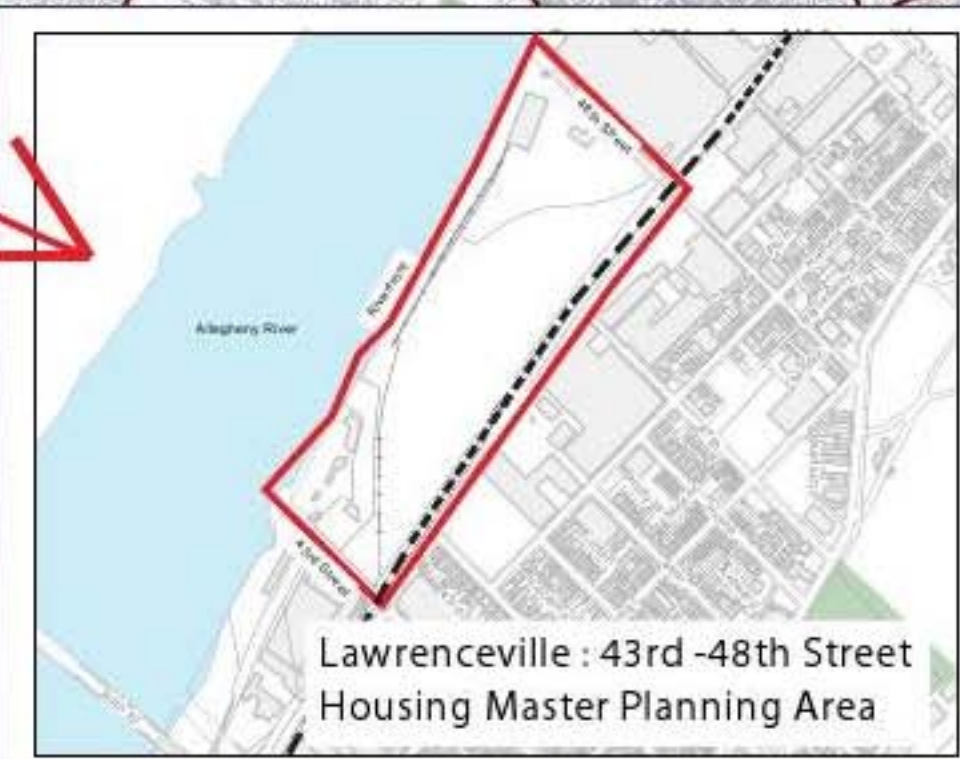 48th Street
Riverfront
Allegheny River
43rd Street
Lawrenceville : 43rd -48th Street
Housing Master Planning Area